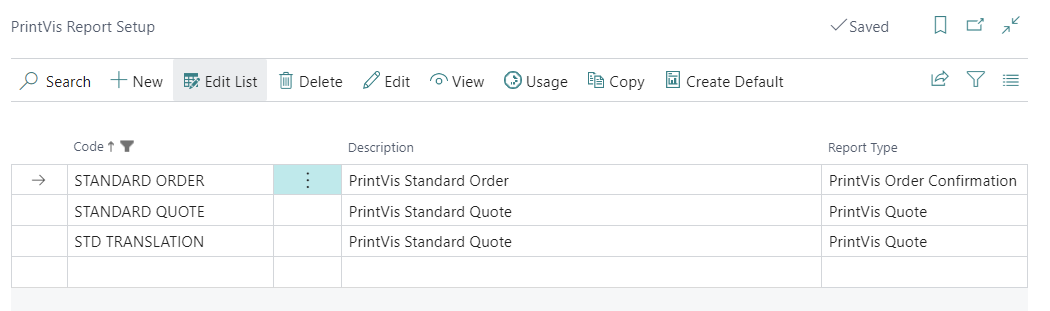 PrintVis Report Setup
Saved
Search New Edit List Delete Edit View Usage Copy Create Default
Code Description Report Type
STANDARD ORDER PrintVis Standard Order PrintVis Order Confirmation
STANDARD QUOTE PrintVis Standard Quote PrintVis Quote
STD TRANSLATION PrintVis Standard Quote PrintVis Quote